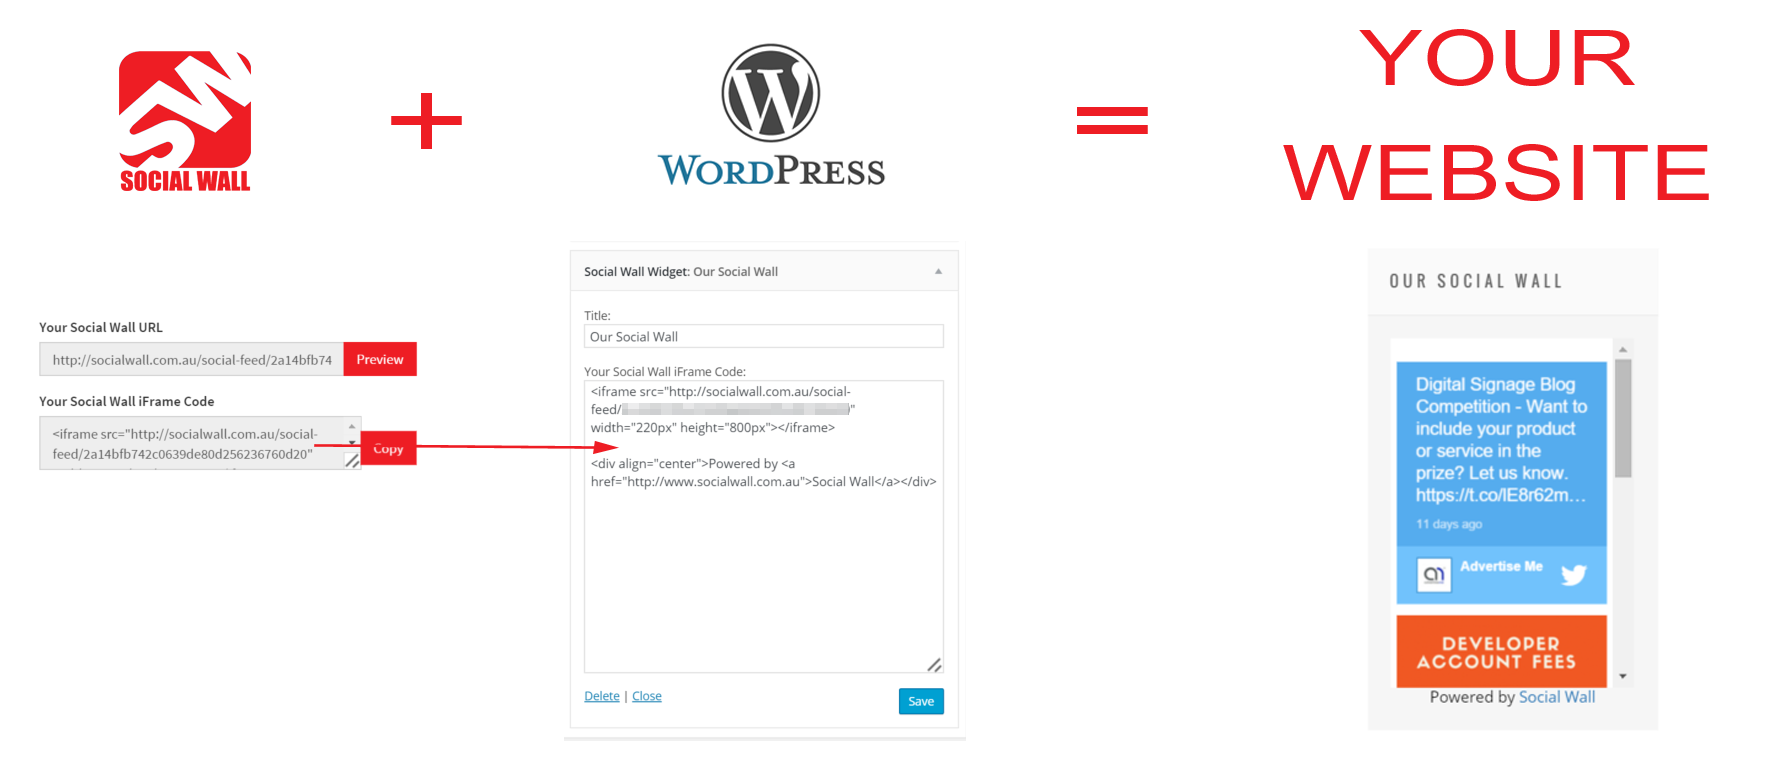 SOCIAL WALL
+
WORDPRESS
=
YOUR
WEBSITE
Your Social Wall URL
http://socialwall.com.au/social-feed/2a14bfb74
Preview
Your Social Wall iFrame Code
<iframe src="http://socialwall.com.au/social-
feed/2a14bfb742c0639de80d256236760d20"
Copy
Social Wall Widget: Our Social Wall
Title:
Our Social Wall
Your Social Wall iFrame Code:
<iframe src="http://socialwall.com.au/social-
feed/
width="220px" height="800px"></iframe>
<div align="center">Powered by <a
href="http://www.socialwall.com.au">Social Wall</a></div>
Delete | Close
Save
OUR SOCIAL WALL
Digital Signage Blog
Competition - Want to
include your product
or service in the
prize? Let us know.
https://t.co/lE8r62m...
11 days ago
Advertise Me
DEVELOPER
ACCOUNT FEES
Powered by Social Wall